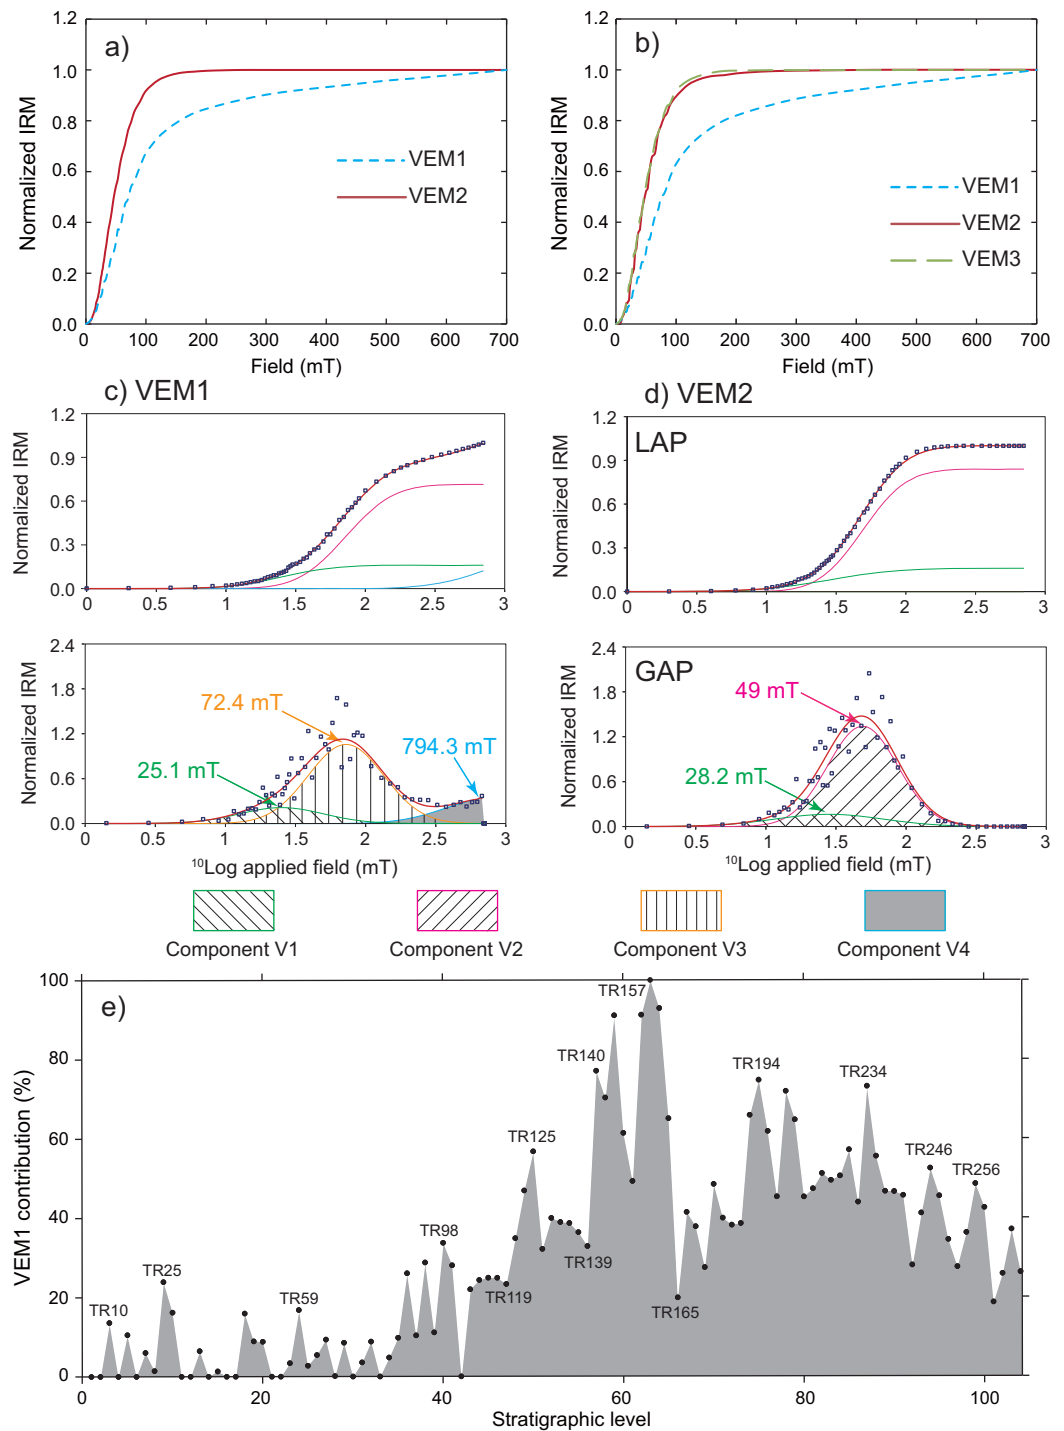 a)
Normalized IRM
1.2
1.0
0.8
0.6
0.4
0.2
0.0
VEM1
VEM2
0 100 200 300 400 500 600 700
Field (mT)
b)
Normalized IRM
1.2
1.0
0.8
0.6
0.4
0.2
0.0
VEM1
VEM2
VEM3
0 100 200 300 400 500 600 700
Field (mT)
c) VEM1
Normalized IRM
1.2
0.9
0.6
0.3
0.0
0 0.5 1 1.5 2 2.5 3
d) VEM2
LAP
Normalized IRM
1.2
0.9
0.6
0.3
0.0
0 0.5 1 1.5 2 2.5 3
Normalized IRM
2.4
1.8
1.2
0.6
0.0
72.4 mT
794.3 mT
25.1 mT
0 0.5 1 1.5 2 2.5 3
10Log applied field (mT)
GAP
Normalized IRM
2.4
1.8
1.2
0.6
0.0
49 mT
28.2 mT
0 0.5 1 1.5 2 2.5 3
10Log applied field (mT)
Component V1
Component V2
Component V3
Component V4
e)
VEM1 contribution (%)
100
80
60
40
20
0
TR10
TR25
TR59
TR98
TR119
TR125
TR139
TR140
TR157
TR165
TR194
TR234
TR246
TR256
0 20 40 60 80 100
Stratigraphic level